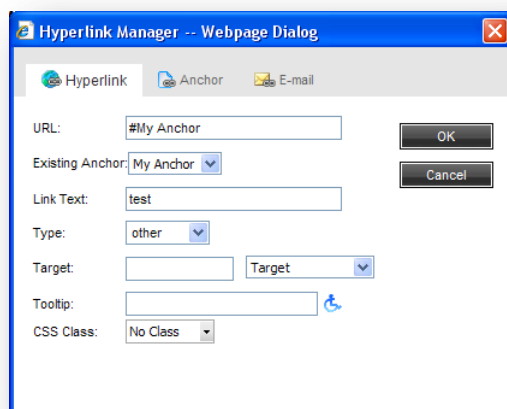 Hyperlink Manager -- Webpage Dialog
Hyperlink Anchor E-mail
URL: #My Anchor
OK
Existing Anchor: My Anchor
Cancel
Link Text: test
Type: other
Target: Target
Tooltip:
CSS Class: No Class